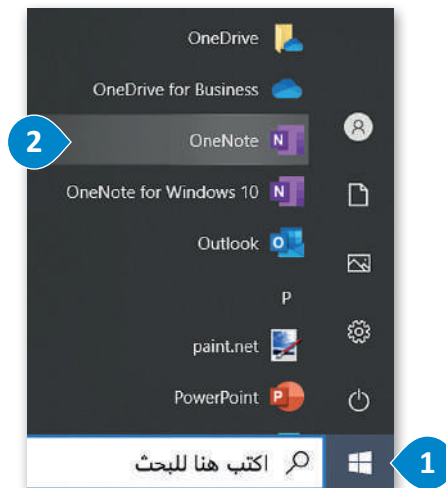 OneDrive
OneDrive for Business
2
OneNote
OneNote for Windows 10
Outlook
P
paint.net
PowerPoint
اكتب هنا للبحث
1